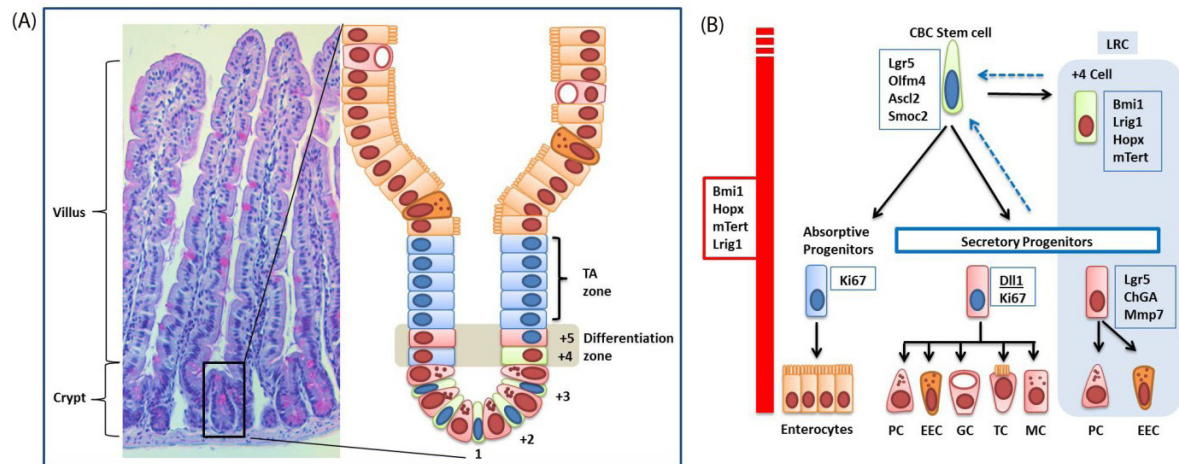 (A)
Villus
Crypt
TA
zone
+5
Differentiation
+4
zone
+3
+2
1
(B)
CBC Stem cell
LRC
Lgr5
Olfm4
Ascl2
Smoc2
+4 Cell
Bmi1
Lrig1
Hopx
mTert
Bmi1
Hopx
mTert
Lrig1
Absorptive
Progenitors
Secretory Progenitors
Ki67
Dll1
Ki67
Lgr5
ChGA
Mmp7
Enterocytes
PC
EEC
GC
TC
MC
PC
EEC